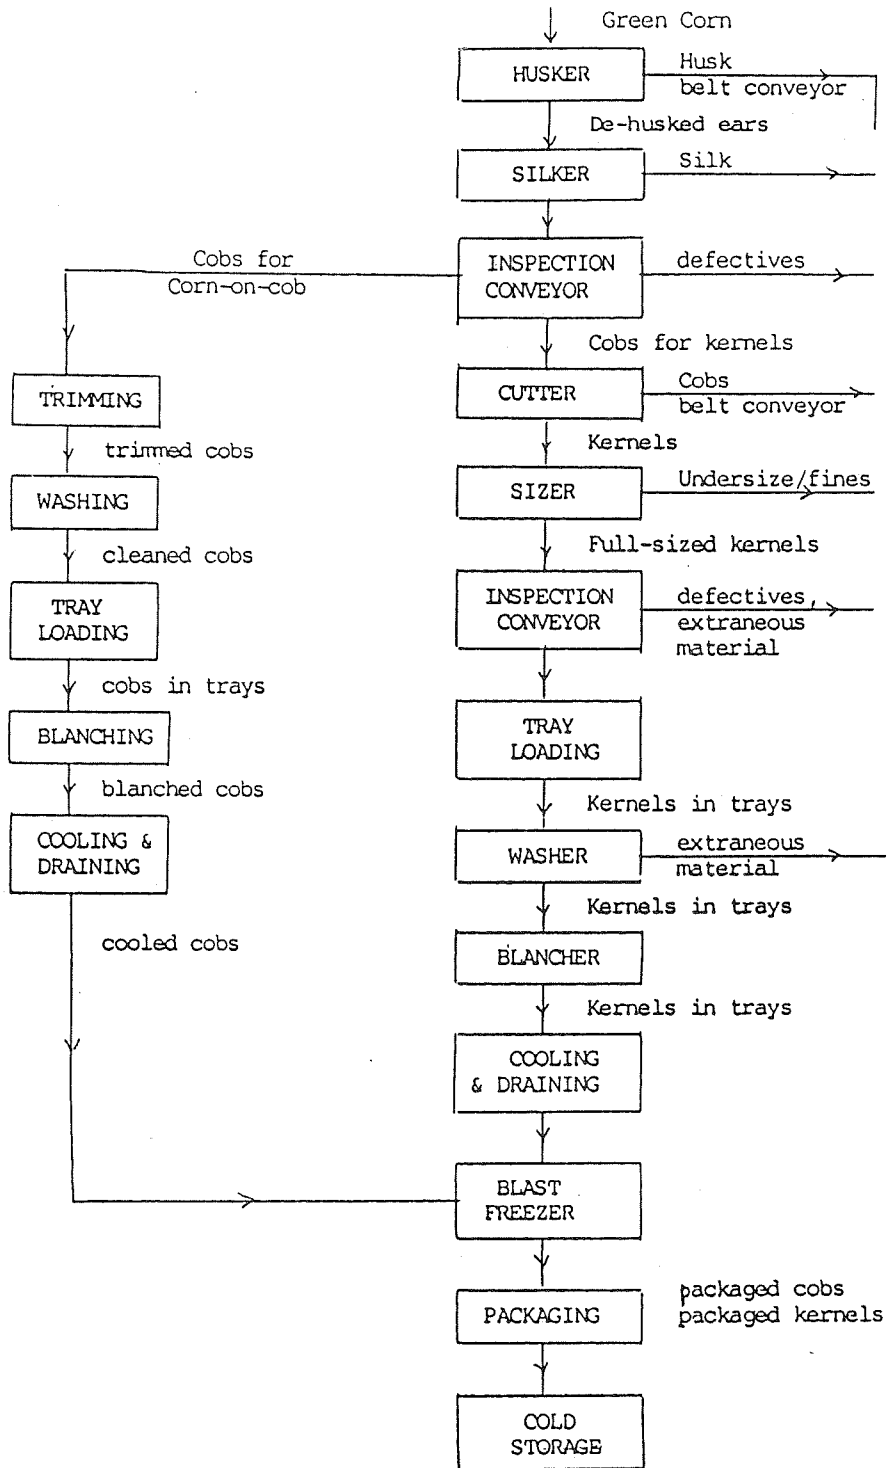 Green Corn
HUSKER
Husk
belt conveyor
De-husked ears
SILKER
Silk
INSPECTION
CONVEYOR
defectives
Cobs for
Corn-on-cob
Cobs for kernels
CUTTER
Cobs
belt conveyor
Kernels
SIZER
Undersize/fines
Full-sized kernels
INSPECTION
CONVEYOR
defectives,
extraneous
material
TRAY
LOADING
Kernels in trays
WASHER
extraneous
material
Kernels in trays
BLANCHER
Kernels in trays
COOLING
& DRAINING
TRIMMING
trimmed cobs
WASHING
cleaned cobs
TRAY
LOADING
cobs in trays
BLANCHING
blanched cobs
COOLING &
DRAINING
cooled cobs
BLAST
FREEZER
PACKAGING
packaged cobs
packaged kernels
COLD
STORAGE